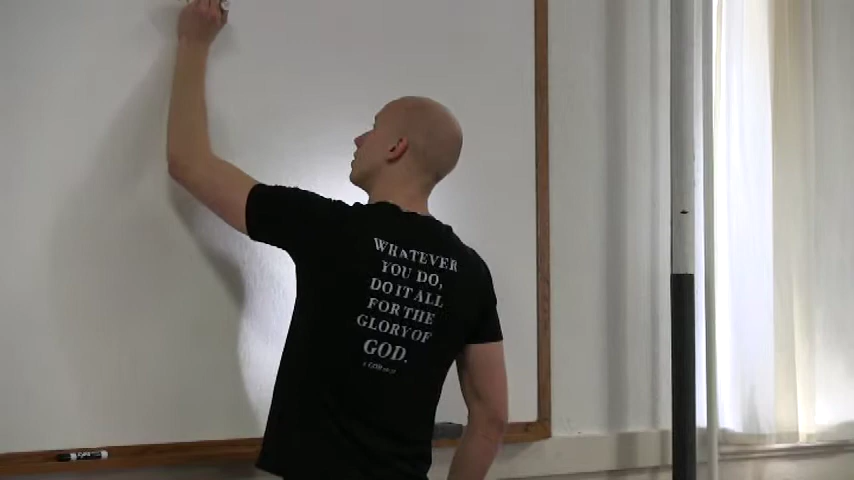 WHATEVER
YOU DO,
DO IT ALL
FOR THE
GLORY OF
GOD.